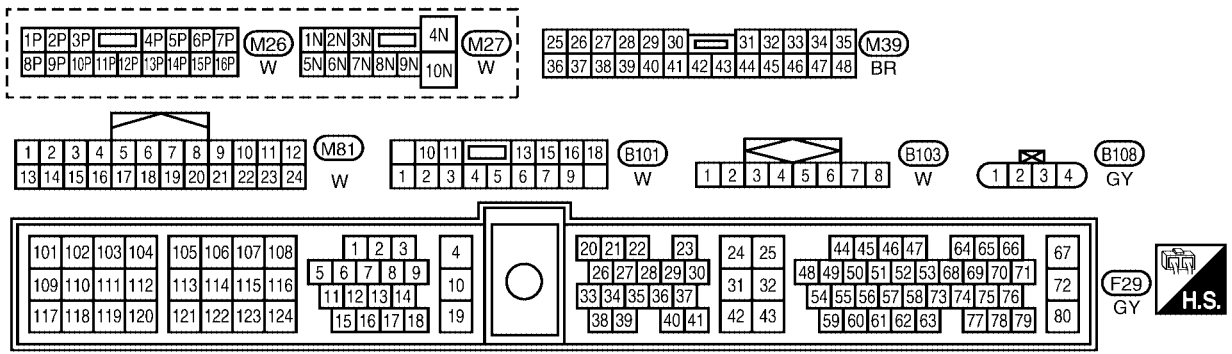 1P 2P 3P 4P 5P 6P 7P
8P 9P 10P 11P 12P 13P 14P 15P 16P
M26
W
1N 2N 3N 4N
5N 6N 7N 8N 9N 10N
M27
W
25 26 27 28 29 30 31 32 33 34 35
36 37 38 39 40 41 42 43 44 45 46 47 48
M39
BR
1 2 3 4 5 6 7 8 9 10 11 12
13 14 15 16 17 18 19 20 21 22 23 24
M81
W
10 11 13 15 16 18
1 2 3 4 5 6 7 9
B101
W
1 2 3 4 5 6 7 8
B103
W
1 2 3 4
B108
GY
101 102 103 104 105 106 107 108 1 2 3 4 20 21 22 23 24 25 44 45 46 47 64 65 66 67
5 6 7 8 9 26 27 28 29 30 48 49 50 51 52 53 68 69 70 71
109 110 111 112 113 114 115 116 10 31 32 72
11 12 13 14 33 34 35 36 37 54 55 56 57 58 73 74 75 76
117 118 119 120 121 122 123 124 15 16 17 18 19 38 39 40 41 42 43 59 60 61 62 63 77 78 79 80
F29
GY
H.S.